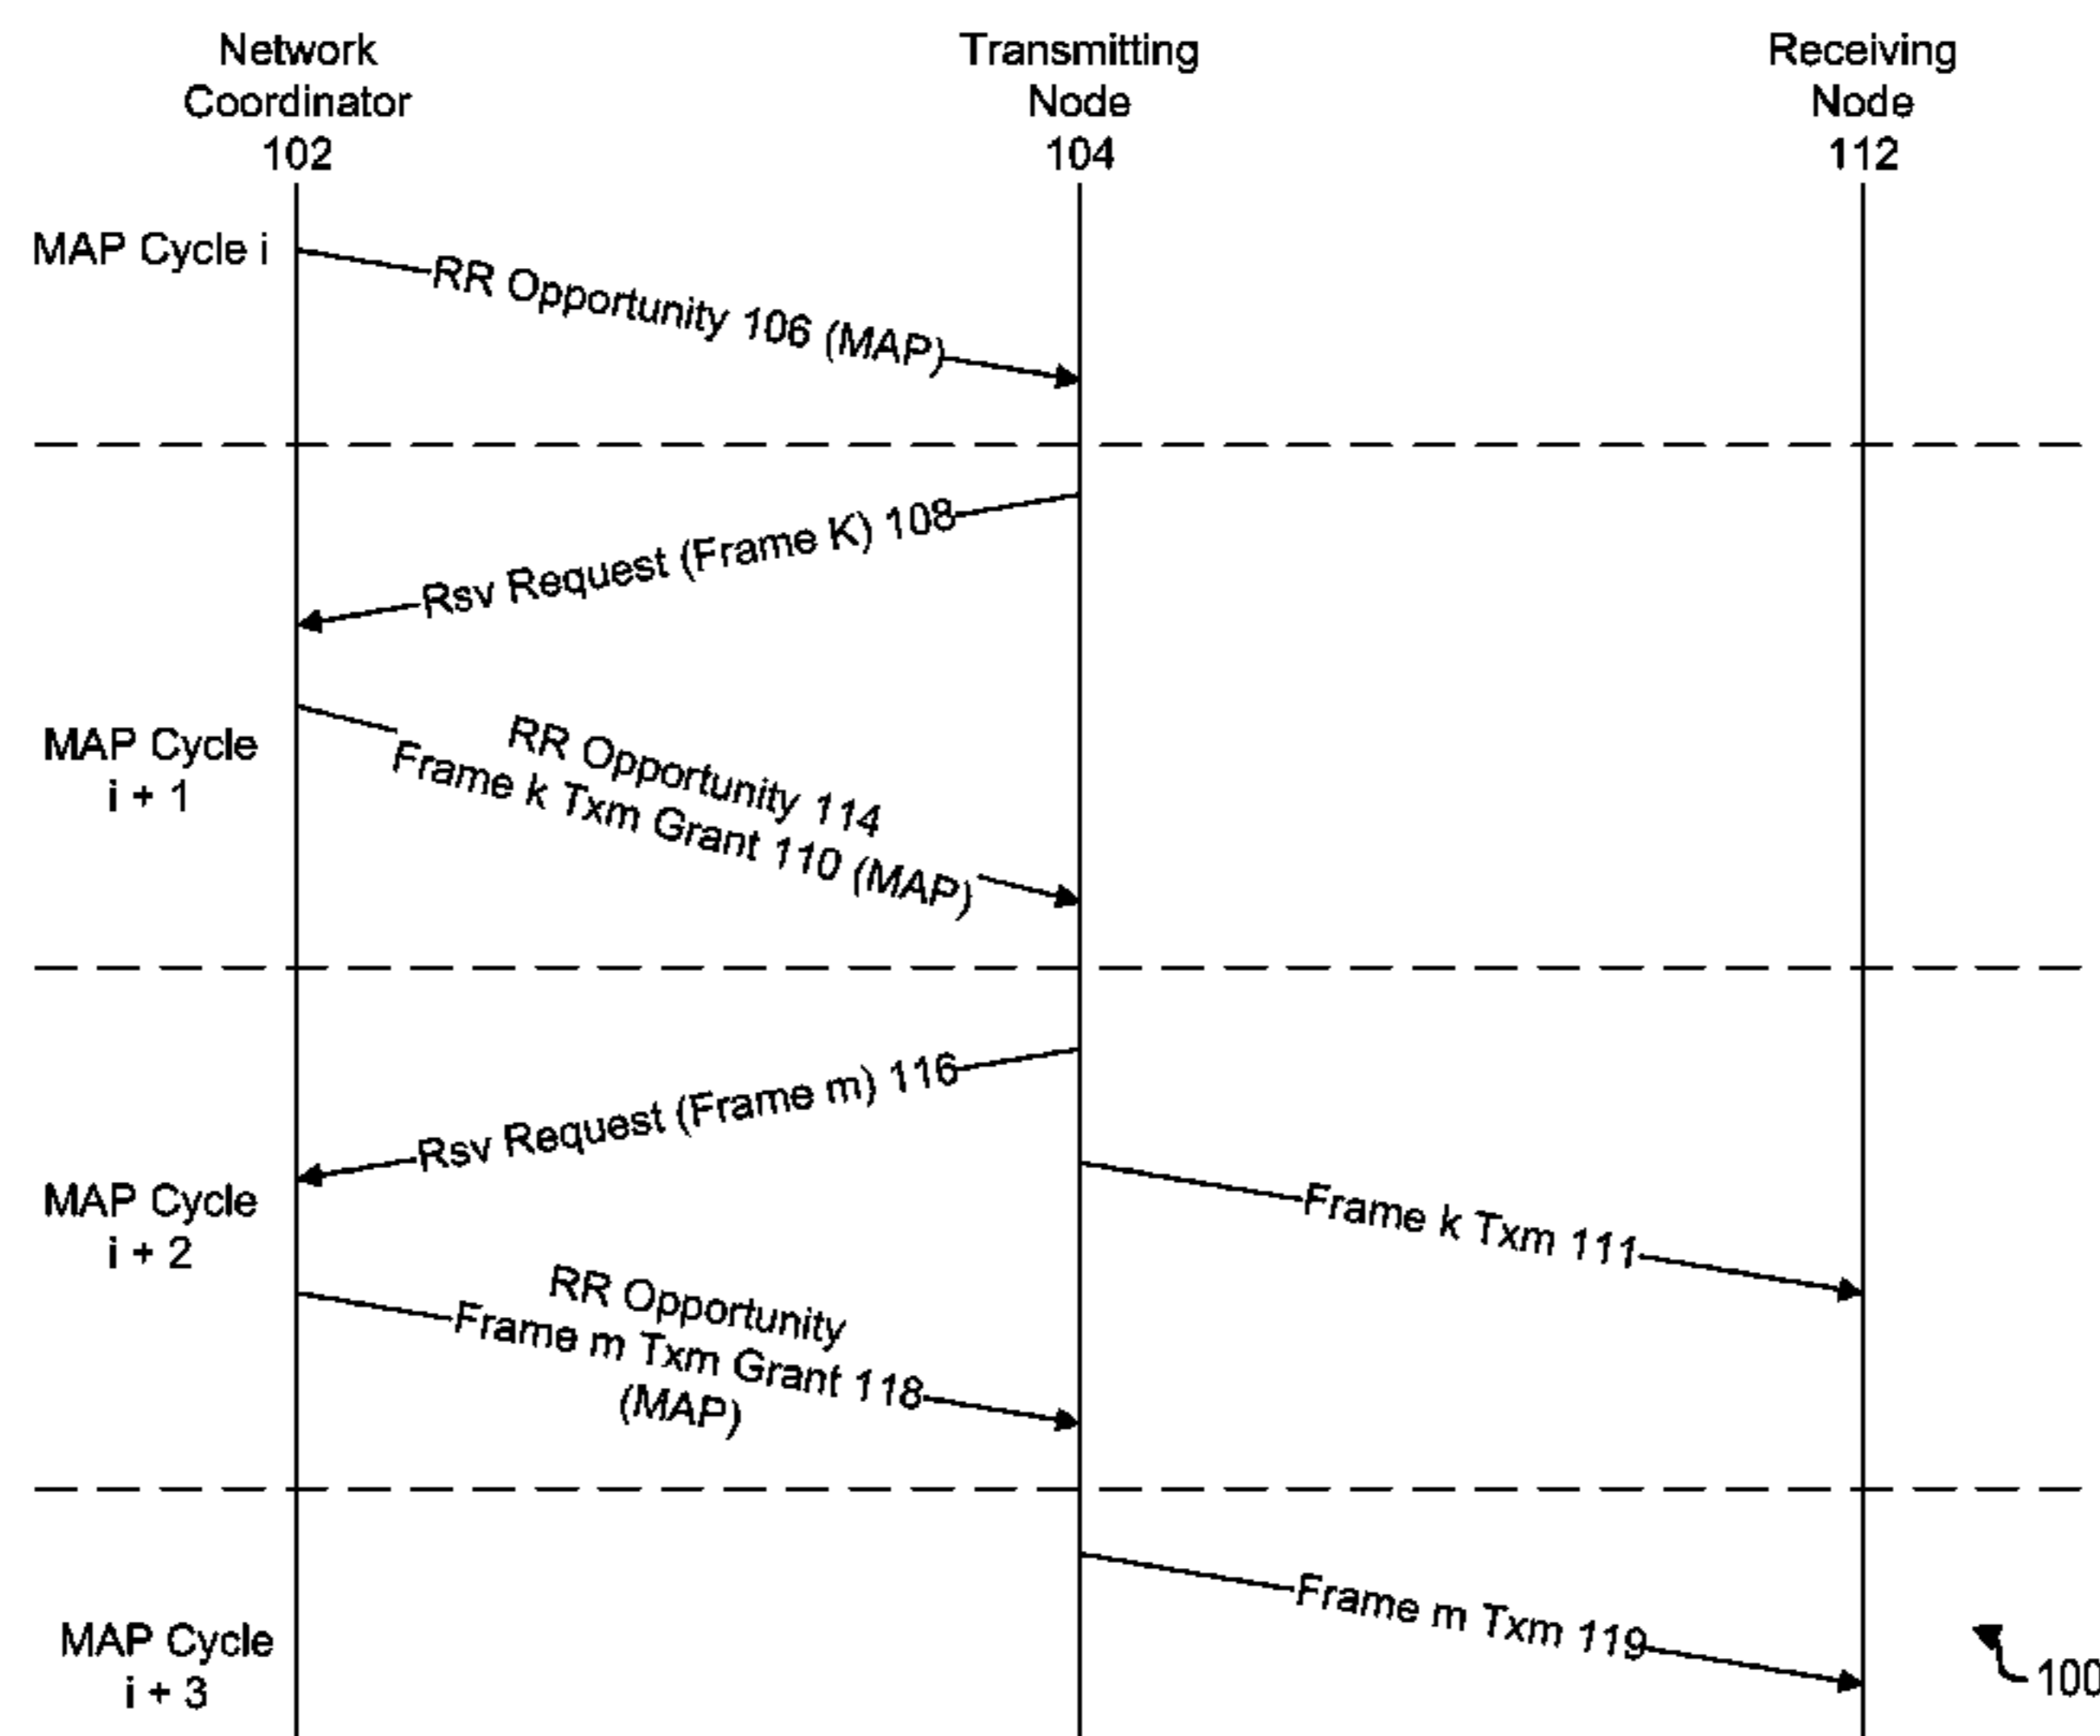 Network
Coordinator
102
Transmitting
Node
104
Receiving
Node
112
MAP Cycle i
RR Opportunity 106 (MAP)
Rsv Request (Frame K) 108
MAP Cycle
i + 1
RR Opportunity 114
Frame k Txm Grant 110 (MAP)
Rsv Request (Frame m) 116
MAP Cycle
i + 2
Frame k Txm 111
RR Opportunity
Frame m Txm Grant 118
(MAP)
Frame m Txm 119
MAP Cycle
i + 3
100